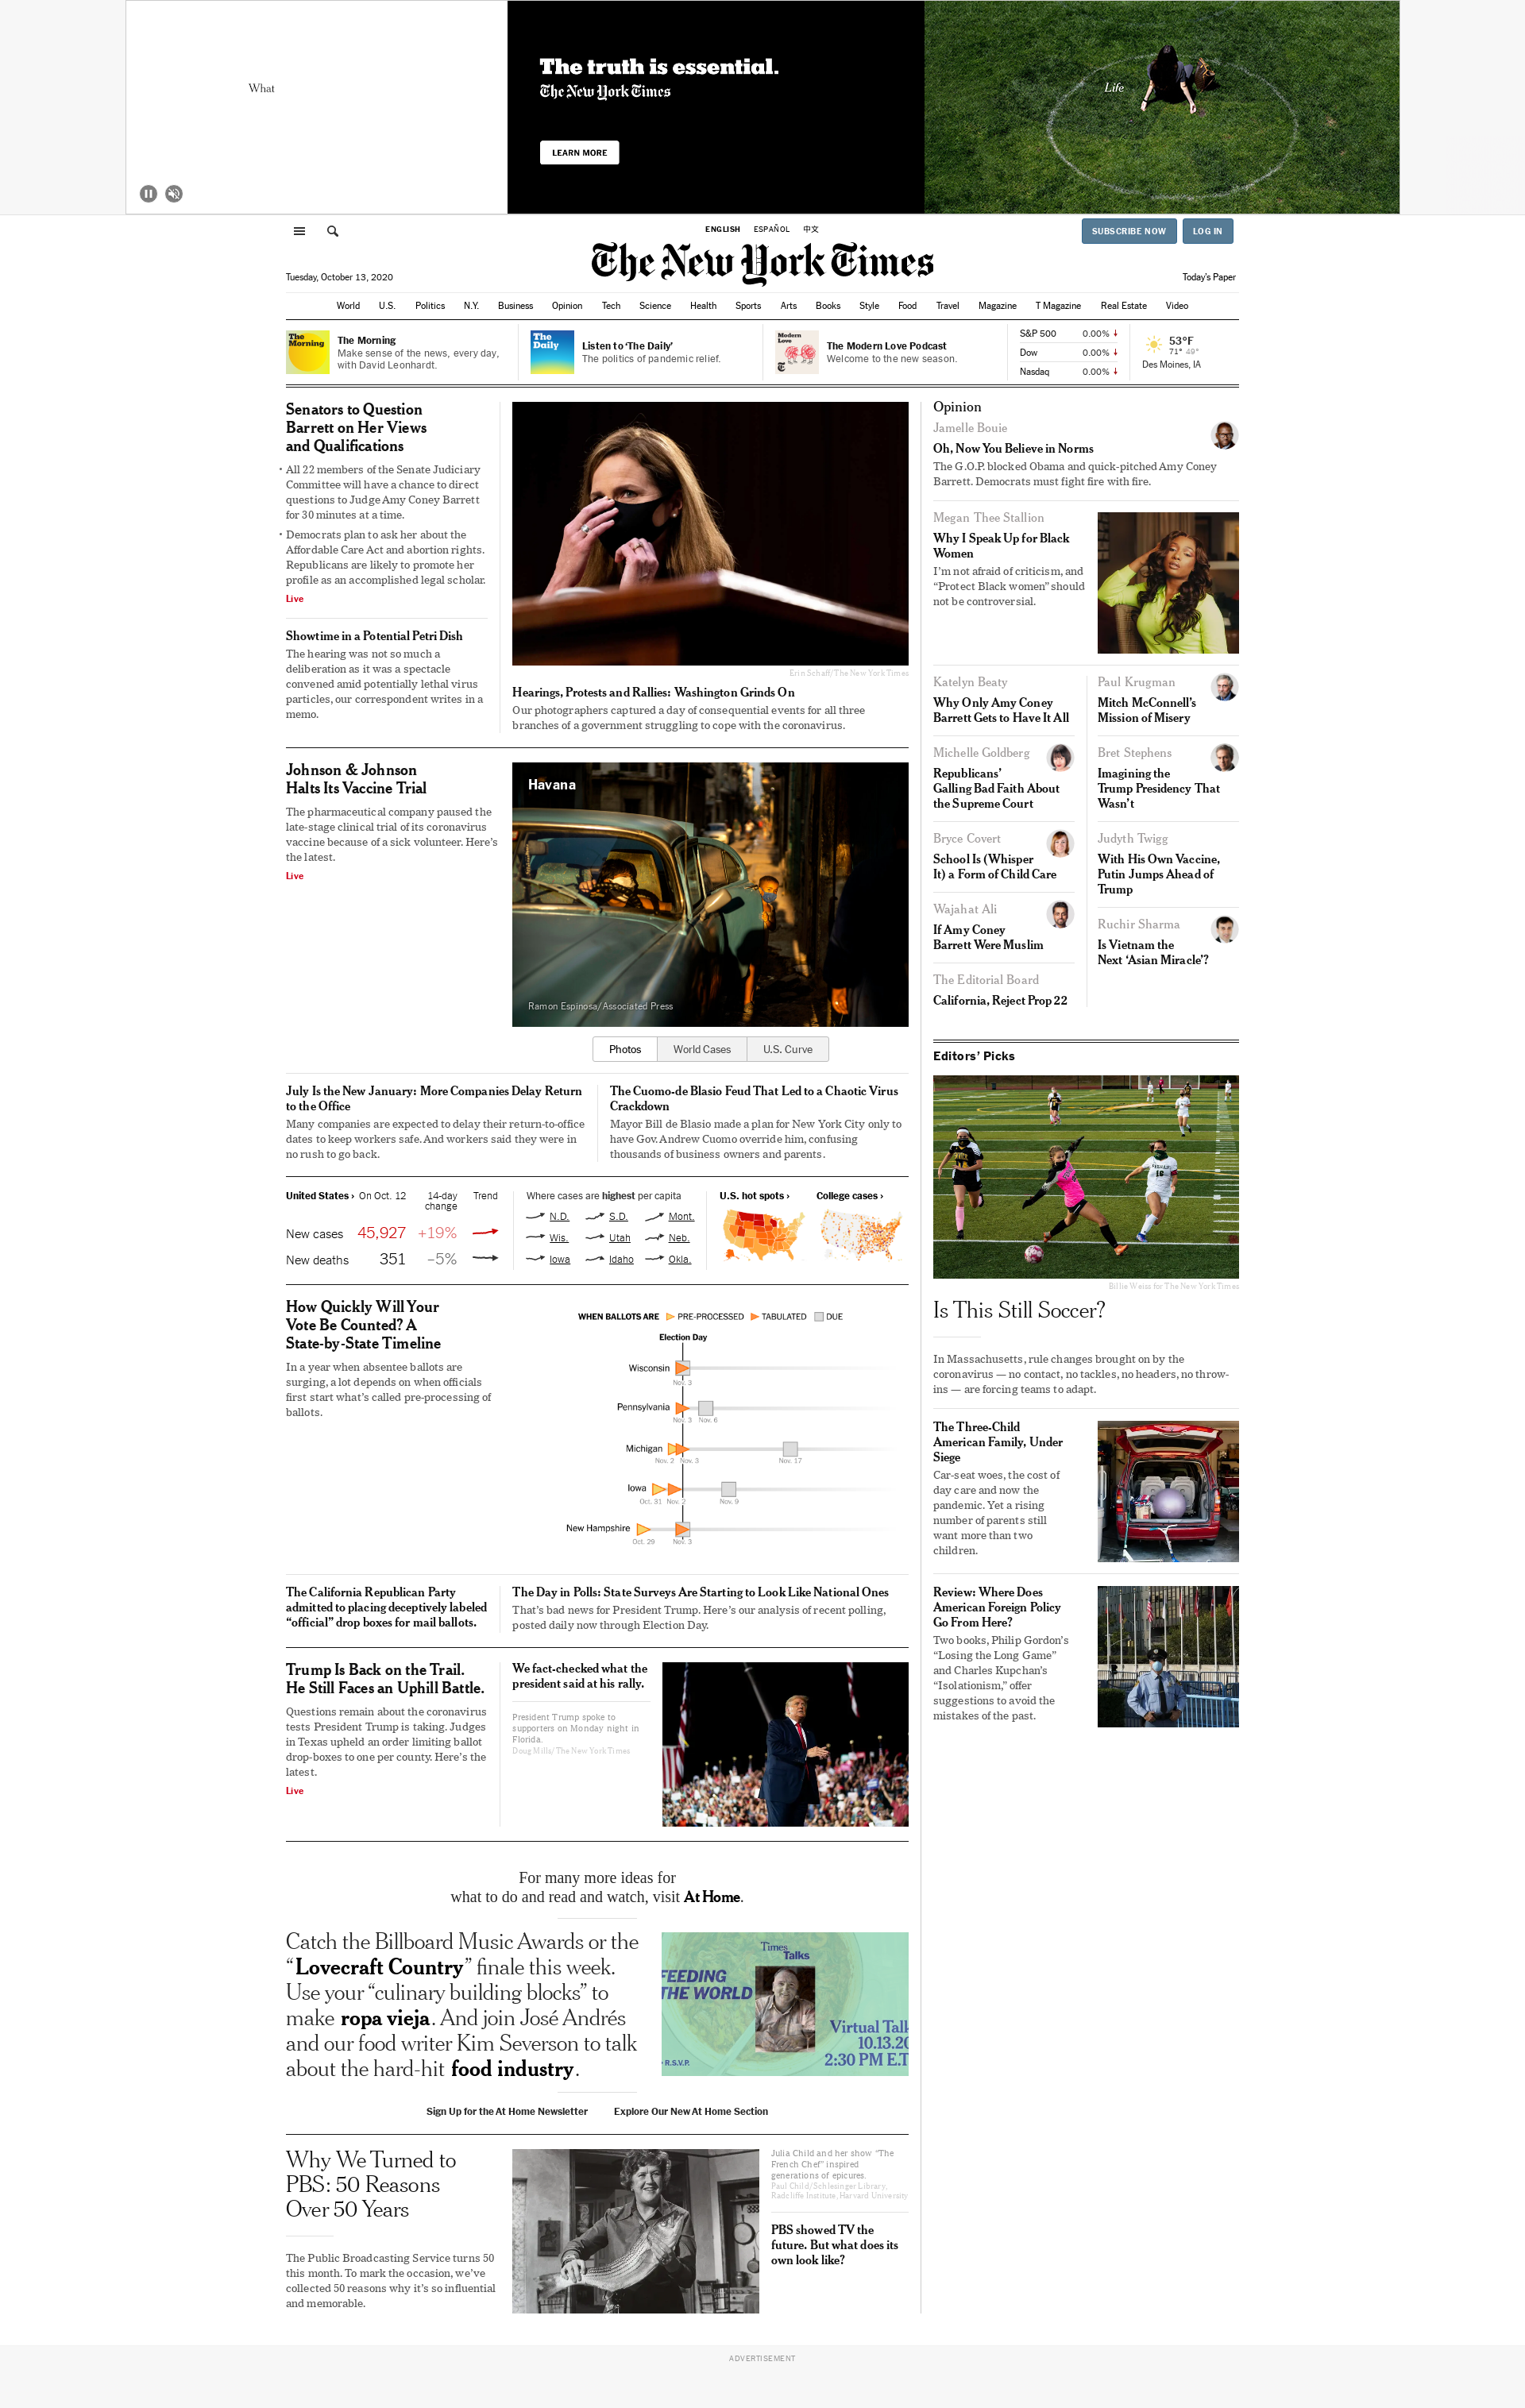 What
The truth is essential.
The New York Times
LEARN MORE
Life
ENGLISH ESPAÑOL 中文
SUBSCRIBE NOW LOG IN
The New York Times
Tuesday, October 13, 2020
Today's Paper
World U.S. Politics N.Y. Business Opinion Tech Science Health Sports Arts Books Style Food Travel Magazine T Magazine Real Estate Video
The Morning
The Morning
Make sense of the news, every day,
with David Leonhardt.
The Daily
Listen to ‘The Daily’
The politics of pandemic relief.
Modern Love
The Modern Love Podcast
Welcome to the new season.
S&P 500 0.00%
Dow 0.00%
Nasdaq 0.00%
53°F
71° 49°
Des Moines, IA
Senators to Question
Barrett on Her Views
and Qualifications
• All 22 members of the Senate Judiciary
Committee will have a chance to direct
questions to Judge Amy Coney Barrett
for 30 minutes at a time.
• Democrats plan to ask her about the
Affordable Care Act and abortion rights.
Republicans are likely to promote her
profile as an accomplished legal scholar.
Live
Showtime in a Potential Petri Dish
The hearing was not so much a
deliberation as it was a spectacle
convened amid potentially lethal virus
particles, our correspondent writes in a
memo.
Erin Schaff/The New York Times
Hearings, Protests and Rallies: Washington Grinds On
Our photographers captured a day of consequential events for all three
branches of a government struggling to cope with the coronavirus.
Johnson & Johnson
Halts Its Vaccine Trial
The pharmaceutical company paused the
late-stage clinical trial of its coronavirus
vaccine because of a sick volunteer. Here’s
the latest.
Live
Havana
Ramon Espinosa/Associated Press
Photos World Cases U.S. Curve
July Is the New January: More Companies Delay Return
to the Office
Many companies are expected to delay their return-to-office
dates to keep workers safe. And workers said they were in
no rush to go back.
The Cuomo-de Blasio Feud That Led to a Chaotic Virus
Crackdown
Mayor Bill de Blasio made a plan for New York City only to
have Gov. Andrew Cuomo override him, confusing
thousands of business owners and parents.
United States › On Oct. 12 14-day change Trend
New cases 45,927 +19%
New deaths 351 –5%
Where cases are highest per capita
N.D. S.D. Mont.
Wis. Utah Neb.
Iowa Idaho Okla.
U.S. hot spots › College cases ›
How Quickly Will Your
Vote Be Counted? A
State-by-State Timeline
In a year when absentee ballots are
surging, a lot depends on when officials
first start what’s called pre-processing of
ballots.
WHEN BALLOTS ARE PRE-PROCESSED TABULATED DUE
Election Day
Wisconsin
Nov. 3
Pennsylvania
Nov. 3 Nov. 6
Michigan
Nov. 2 Nov. 3 Nov. 17
Iowa
Oct. 31 Nov. 2 Nov. 9
New Hampshire
Oct. 29 Nov. 3
The California Republican Party
admitted to placing deceptively labeled
“official” drop boxes for mail ballots.
The Day in Polls: State Surveys Are Starting to Look Like National Ones
That’s bad news for President Trump. Here’s our analysis of recent polling,
posted daily now through Election Day.
Trump Is Back on the Trail.
He Still Faces an Uphill Battle.
Questions remain about the coronavirus
tests President Trump is taking. Judges
in Texas upheld an order limiting ballot
drop-boxes to one per county. Here’s the
latest.
Live
We fact-checked what the
president said at his rally.
President Trump spoke to
supporters on Monday night in
Florida.
Doug Mills/The New York Times
For many more ideas for
what to do and read and watch, visit At Home.
Catch the Billboard Music Awards or the
“Lovecraft Country” finale this week.
Use your “culinary building blocks” to
make ropa vieja. And join José Andrés
and our food writer Kim Severson to talk
about the hard-hit food industry.
Times Talks
FEEDING
THE WORLD
Virtual Talk
10.13.20
2:30 PM E.T
R.S.V.P.
Sign Up for the At Home Newsletter Explore Our New At Home Section
Why We Turned to
PBS: 50 Reasons
Over 50 Years
The Public Broadcasting Service turns 50
this month. To mark the occasion, we’ve
collected 50 reasons why it’s so influential
and memorable.
Julia Child and her show “The
French Chef” inspired
generations of epicures.
Paul Child/Schlesinger Library,
Radcliffe Institute, Harvard University
PBS showed TV the
future. But what does its
own look like?
Opinion
Jamelle Bouie
Oh, Now You Believe in Norms
The G.O.P. blocked Obama and quick-pitched Amy Coney
Barrett. Democrats must fight fire with fire.
Megan Thee Stallion
Why I Speak Up for Black
Women
I’m not afraid of criticism, and
“Protect Black women” should
not be controversial.
Katelyn Beaty
Why Only Amy Coney
Barrett Gets to Have It All
Michelle Goldberg
Republicans’
Galling Bad Faith About
the Supreme Court
Bryce Covert
School Is (Whisper
It) a Form of Child Care
Wajahat Ali
If Amy Coney
Barrett Were Muslim
The Editorial Board
California, Reject Prop 22
Paul Krugman
Mitch McConnell’s
Mission of Misery
Bret Stephens
Imagining the
Trump Presidency That
Wasn’t
Judyth Twigg
With His Own Vaccine,
Putin Jumps Ahead of
Trump
Ruchir Sharma
Is Vietnam the
Next ‘Asian Miracle’?
Editors’ Picks
Billie Weiss for The New York Times
Is This Still Soccer?
In Massachusetts, rule changes brought on by the
coronavirus — no contact, no tackles, no headers, no throw-
ins — are forcing teams to adapt.
The Three-Child
American Family, Under
Siege
Car-seat woes, the cost of
day care and now the
pandemic. Yet a rising
number of parents still
want more than two
children.
Review: Where Does
American Foreign Policy
Go From Here?
Two books, Philip Gordon’s
“Losing the Long Game”
and Charles Kupchan’s
“Isolationism,” offer
suggestions to avoid the
mistakes of the past.
ADVERTISEMENT